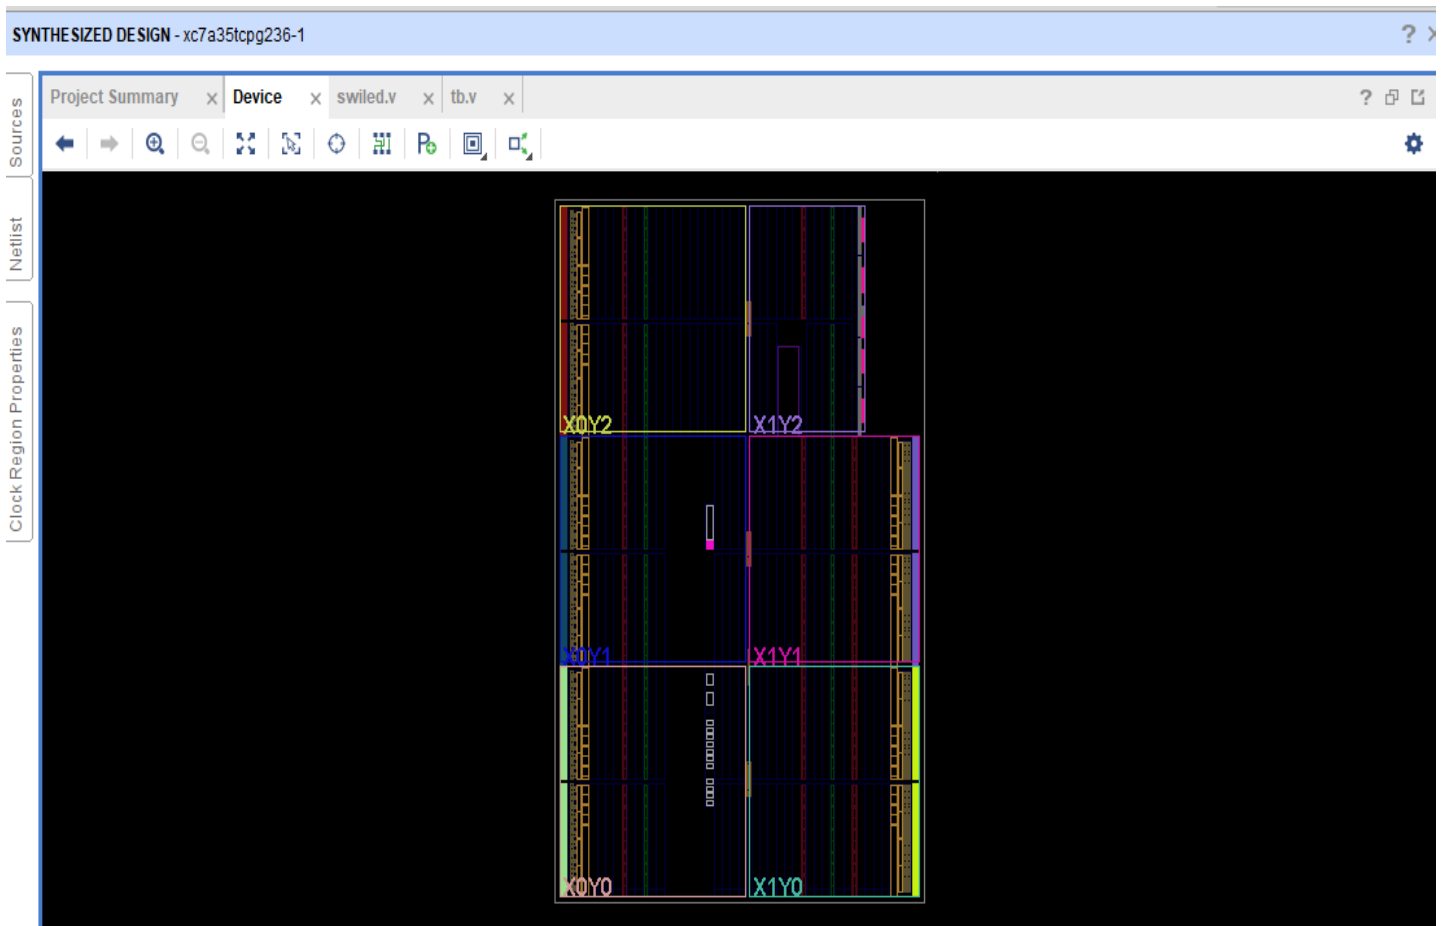 SYNTHESIZED DESIGN - xc7a35tcpg236-1
?
Project Summary × Device × swiled.v × tb.v ×
?
Sources
Netlist
Clock Region Properties
X0Y2 X1Y2
X0Y1 X1Y1
X0Y0 X1Y0